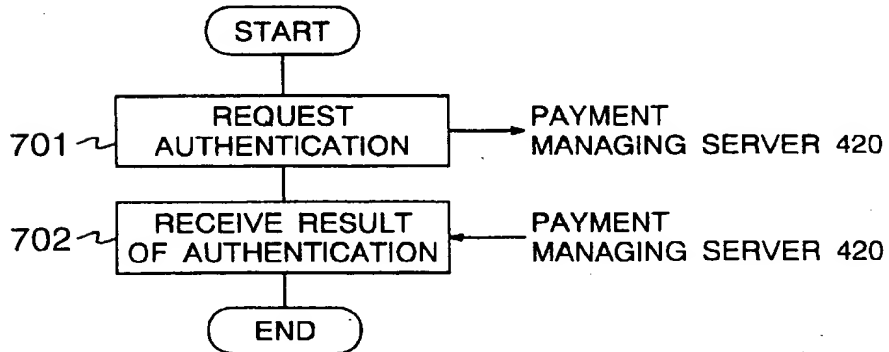 START
REQUEST
AUTHENTICATION
701
PAYMENT
MANAGING SERVER 420
RECEIVE RESULT
OF AUTHENTICATION
702
PAYMENT
MANAGING SERVER 420
END